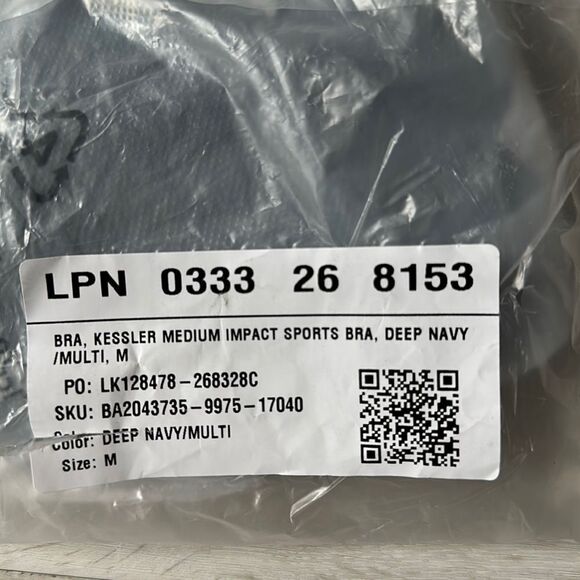 LPN 0333 26 8153
BRA, KESSLER MEDIUM IMPACT SPORTS BRA, DEEP NAVY
/MULTI, M
PO: LK128478-268328C
SKU: BA2043735-9975-17040
Color: DEEP NAVY/MULTI
Size: M